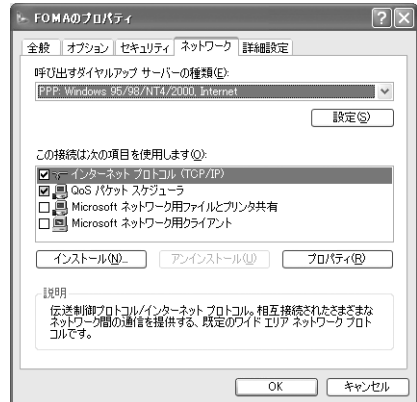 FOMAのプロパティ
全般 オプション セキュリティ ネットワーク 詳細設定
呼び出すダイヤルアップ サーバーの種類(E):
PPP: Windows 95/98/NT4/2000, Internet
設定(S)
この接続は次の項目を使用します(O):
インターネット プロトコル (TCP/IP)
QoS パケット スケジューラ
Microsoft ネットワーク用ファイルとプリンタ共有
Microsoft ネットワーク用クライアント
インストール(N)... アンインストール(U) プロパティ(R)
説明
伝送制御プロトコル/インターネット プロトコル。相互接続されたさまざまな
ネットワーク間の通信を提供する、既定のワイド エリア ネットワーク プロト
コルです。
OK キャンセル